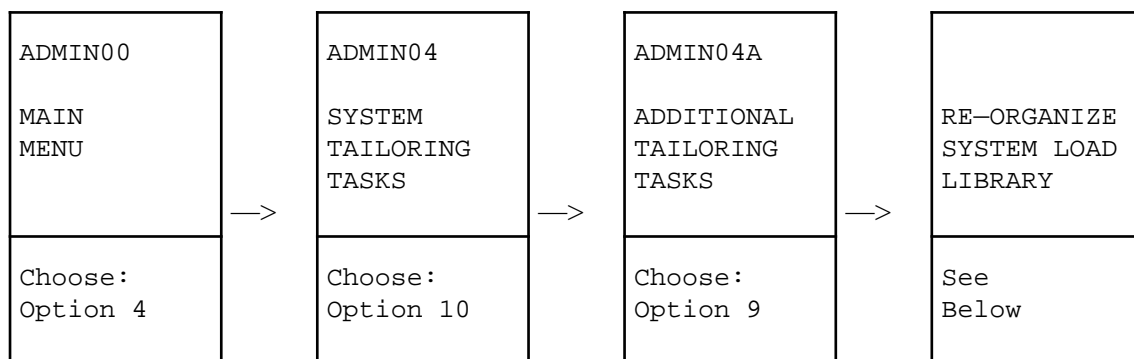 ADMIN00
MAIN
MENU
Choose:
Option 4
—>
ADMIN04
SYSTEM
TAILORING
TASKS
Choose:
Option 10
—>
ADMIN04A
ADDITIONAL
TAILORING
TASKS
Choose:
Option 9
—>
RE—ORGANIZE
SYSTEM LOAD
LIBRARY
See
Below